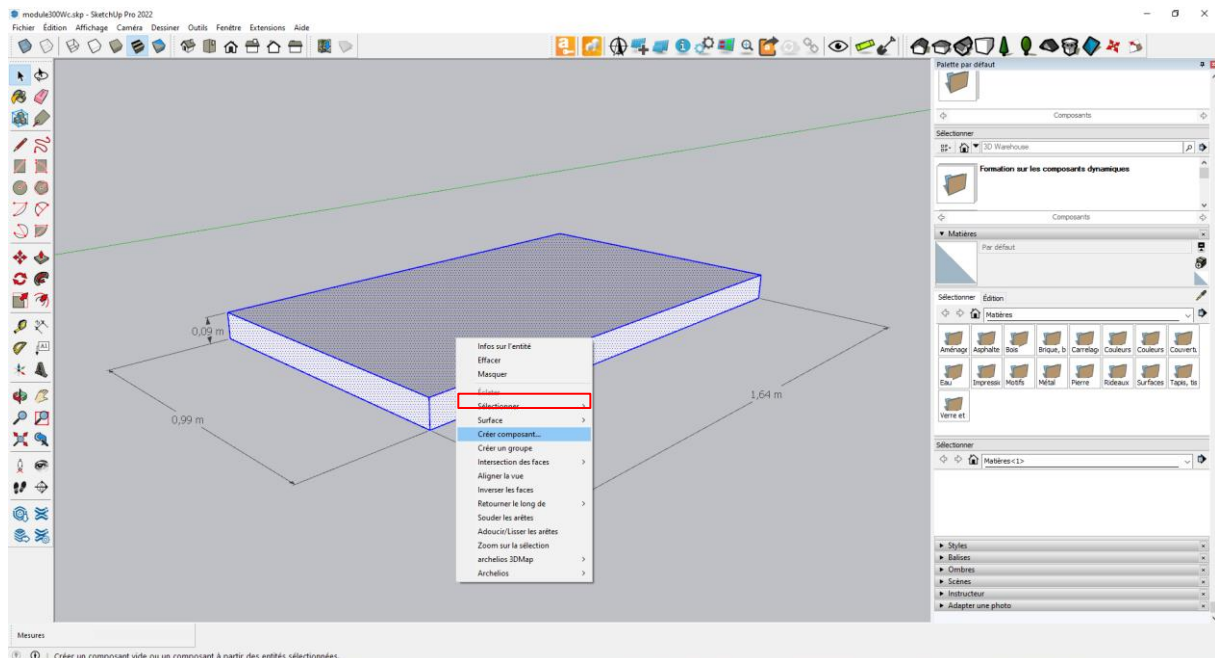 module300Wc.skp - SketchUp Pro 2022
Fichier Édition Affichage Caméra Dessiner Outils Fenêtre Extensions Aide
Palette par défaut
Composants
Sélectionner
3D Warehouse
Formation sur les composants dynamiques
Composants
Matières
Par défaut
Sélectionner Édition
Matières
Aménage Asphalte Bois Brique, b Carrelage Couleurs Couleurs Couvert.
Eau Impressic Motifs Métal Pierre Rideaux Surfaces Tapis, tis
Verre et
Sélectionner
Matières<1>
Styles
Balises
Ombres
Scènes
Instructeur
Adapter une photo
0,09 m
0,99 m
1,64 m
Infos sur l'entité
Effacer
Masquer
Sélectionner
Surface
Créer composant...
Créer un groupe
Intersection des faces
Aligner la vue
Inverser les faces
Retourner le long de
Souder les arêtes
Adoucir/Lisser les arêtes
Zoom sur la sélection
archelios 3DMap
Archelios
Mesures
Créer un composant vide ou un composant à partir des entités sélectionnées.